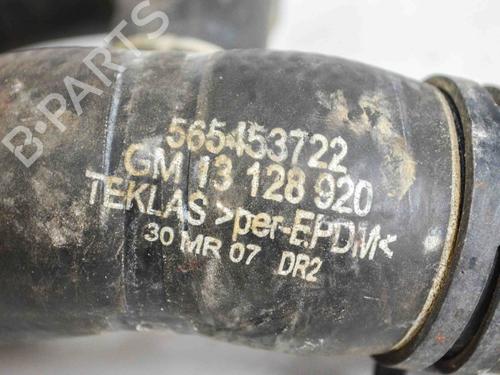 B-PARTS
565453722
GM 13 128 920
TEKLAS >per-EPDM<
30 MR 07 DR2